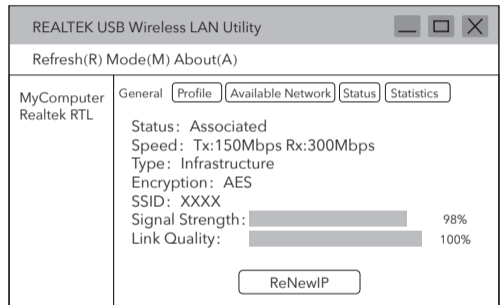 REALTEK USB Wireless LAN Utility
Refresh(R) Mode(M) About(A)
MyComputer
Realtek RTL
General Profile Available Network Status Statistics
Status: Associated
Speed: Tx:150Mbps Rx:300Mbps
Type: Infrastructure
Encryption: AES
SSID: XXXX
Signal Strength: 98%
Link Quality: 100%
ReNewIP